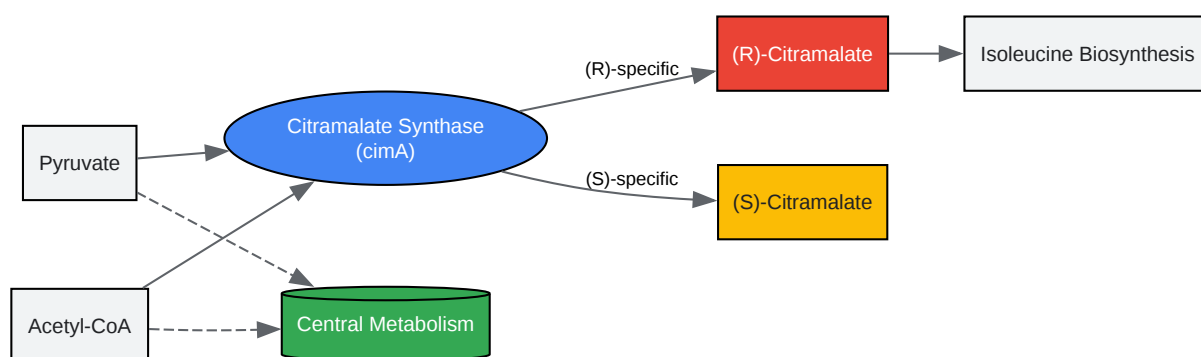 Pyruvate
Acetyl-CoA
Citramalate Synthase
(cimA)
Central Metabolism
(R)-specific
(S)-specific
(R)-Citramalate
(S)-Citramalate
Isoleucine Biosynthesis